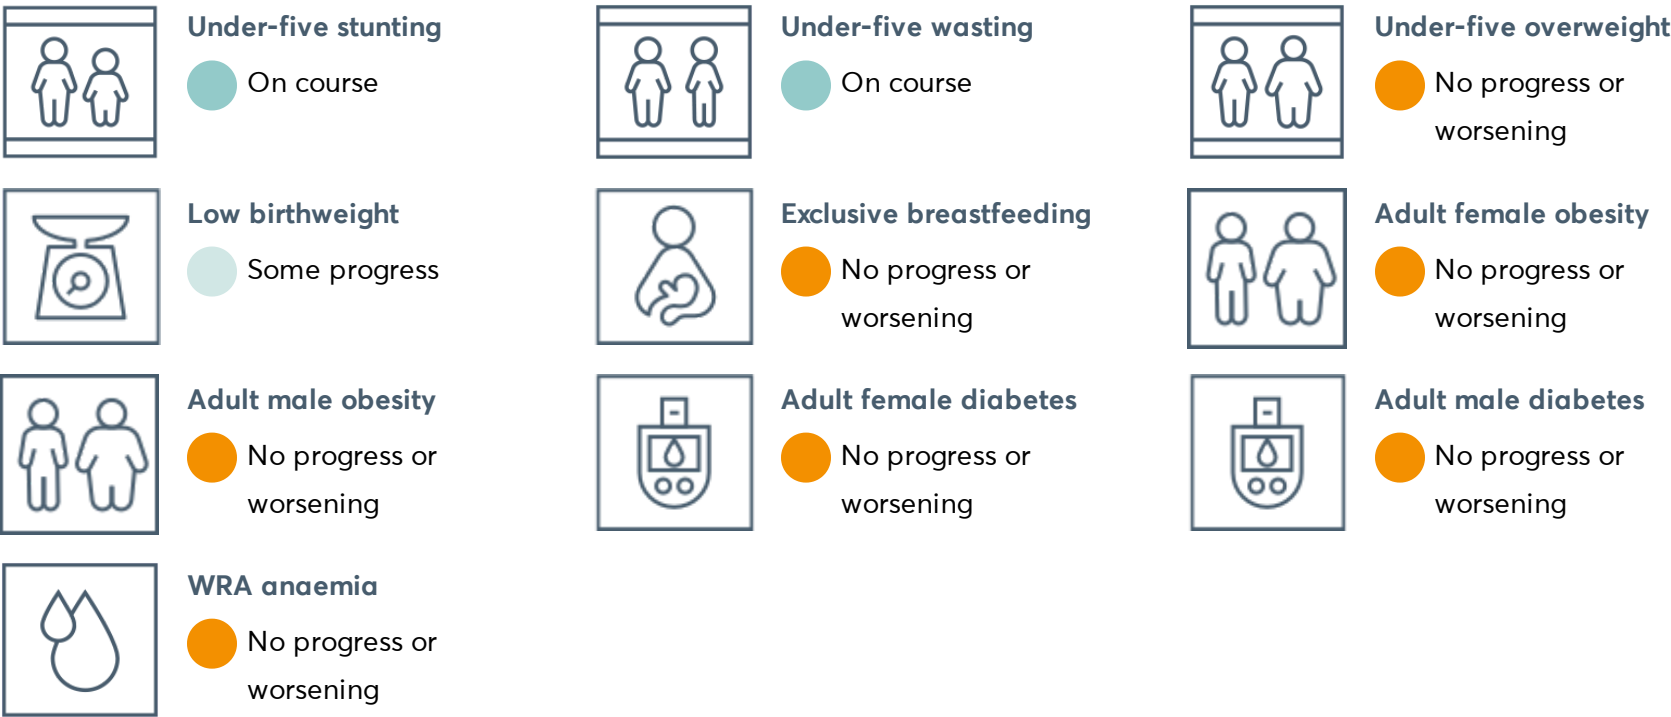 Under-five stunting
On course
Under-five wasting
On course
Under-five overweight
No progress or
worsening
Low birthweight
Some progress
Exclusive breastfeeding
No progress or
worsening
Adult female obesity
No progress or
worsening
Adult male obesity
No progress or
worsening
Adult female diabetes
No progress or
worsening
Adult male diabetes
No progress or
worsening
WRA anaemia
No progress or
worsening